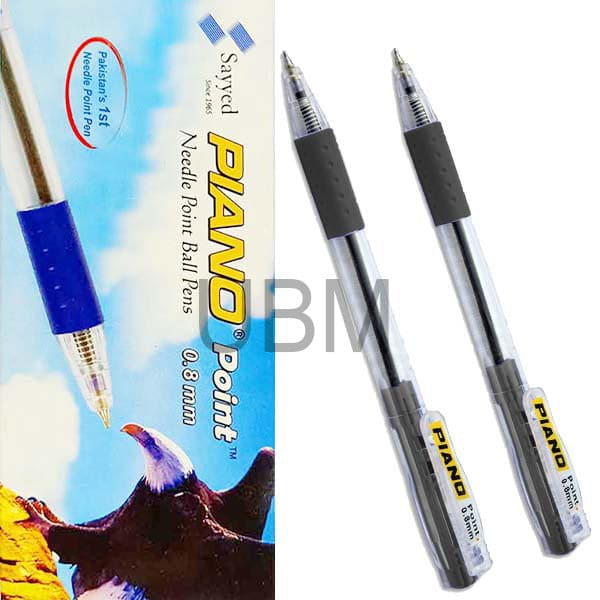 Pakistan's 1st
Needle Point Pen
Sayyed
Since 1965
PIANO® Point™
Needle Point Ball Pens
0.8 mm
UBM
PIANO
Point
0.8mm
PIANO
Point
0.8mm